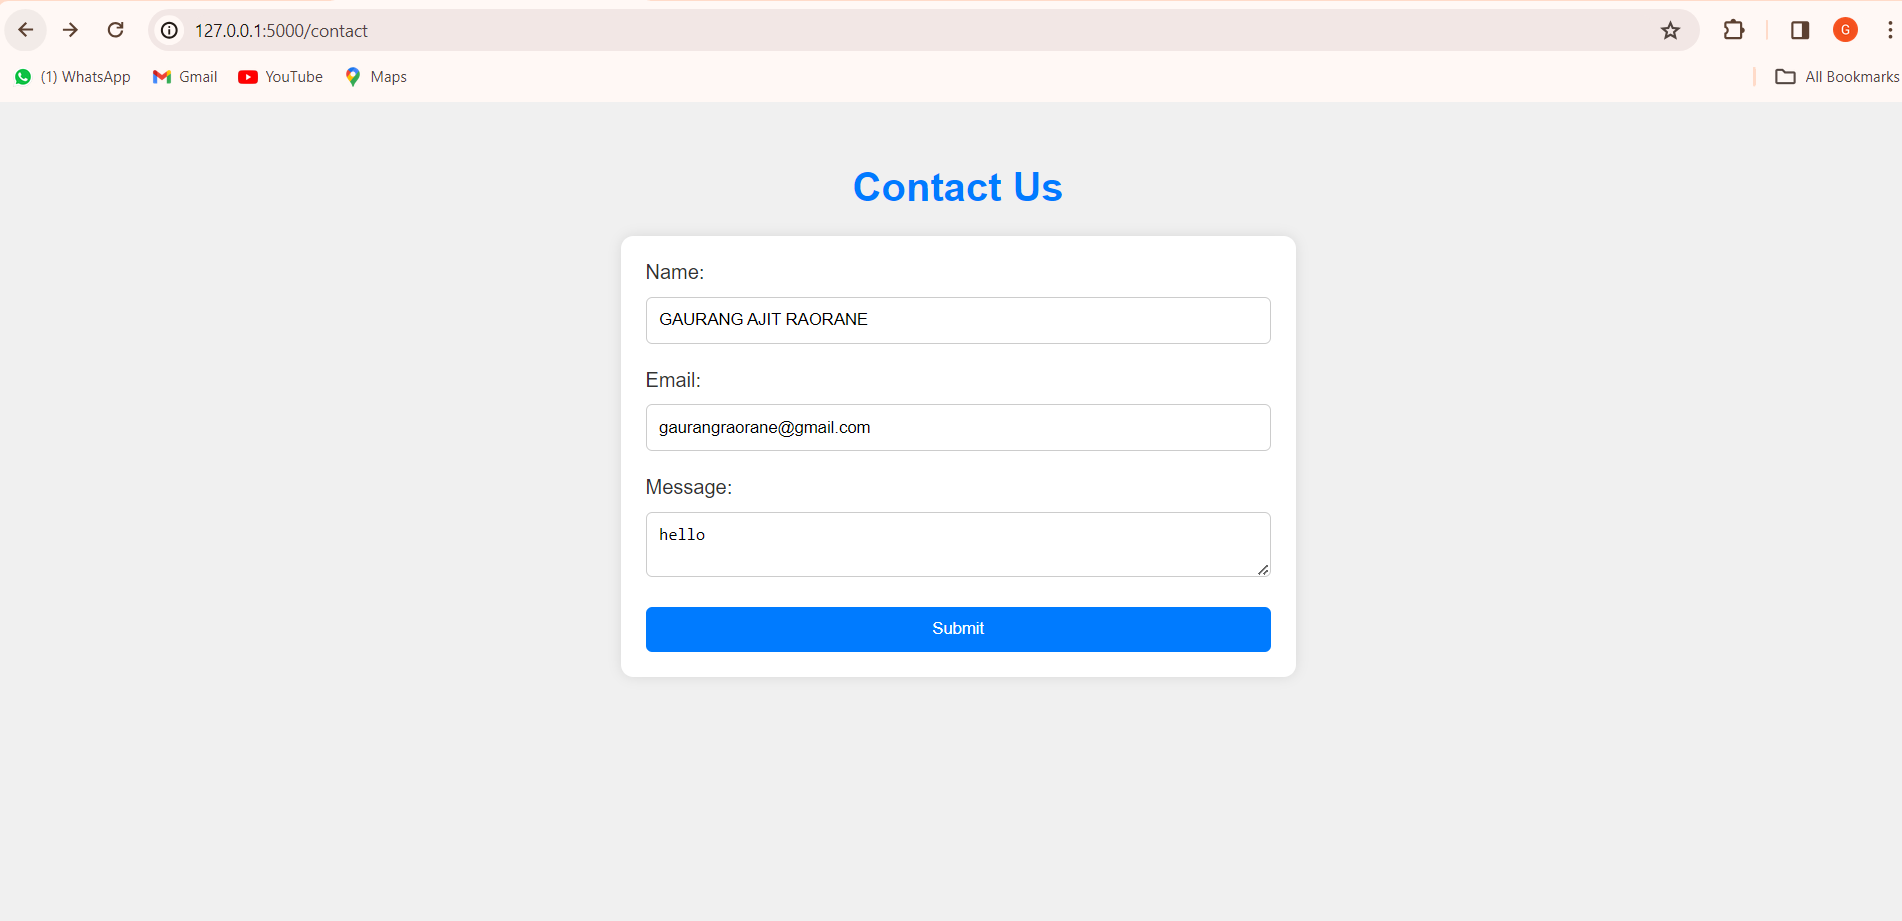 127.0.0.1:5000/contact
G
(1) WhatsApp Gmail YouTube Maps All Bookmarks
Contact Us
Name:
GAURANG AJIT RAORANE
Email:
gaurangraorane@gmail.com
Message:
hello
Submit